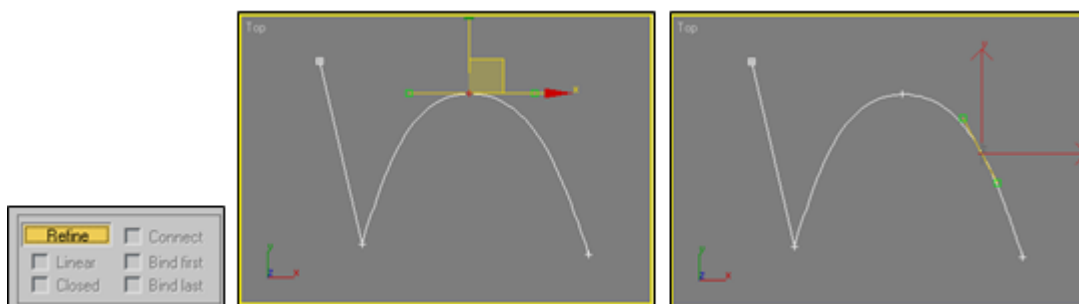 Refine Connect
Linear Bind first
Closed Bind last
Top
x
y
z x
Top
y
y
z x